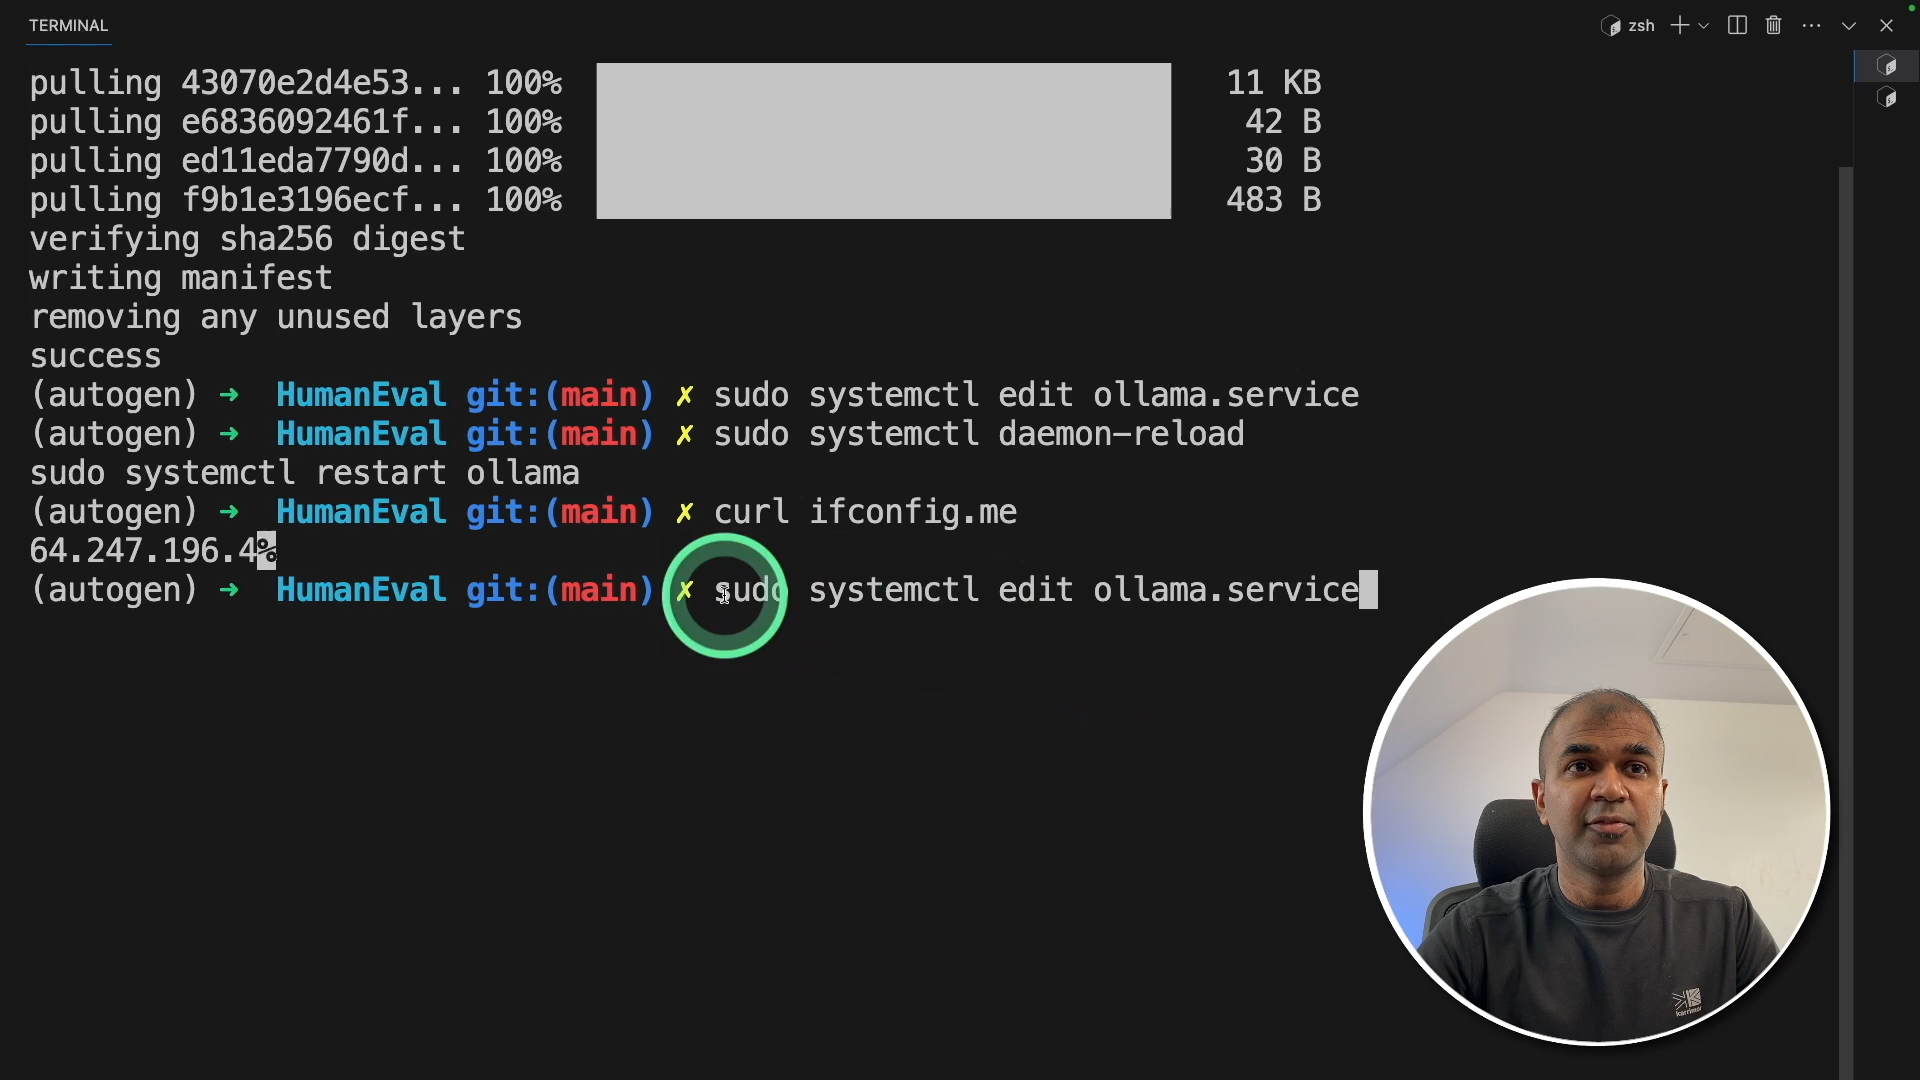 TERMINAL
zsh
pulling 43070e2d4e53... 100% 11 KB
pulling e6836092461f... 100% 42 B
pulling ed11eda7790d... 100% 30 B
pulling f9b1e3196ecf... 100% 483 B
verifying sha256 digest
writing manifest
removing any unused layers
success
(autogen) ➜ HumanEval git:(main) ✗ sudo systemctl edit ollama.service
(autogen) ➜ HumanEval git:(main) ✗ sudo systemctl daemon-reload
sudo systemctl restart ollama
(autogen) ➜ HumanEval git:(main) ✗ curl ifconfig.me
64.247.196.4%
(autogen) ➜ HumanEval git:(main) ✗ sudo systemctl edit ollama.service
karrimor